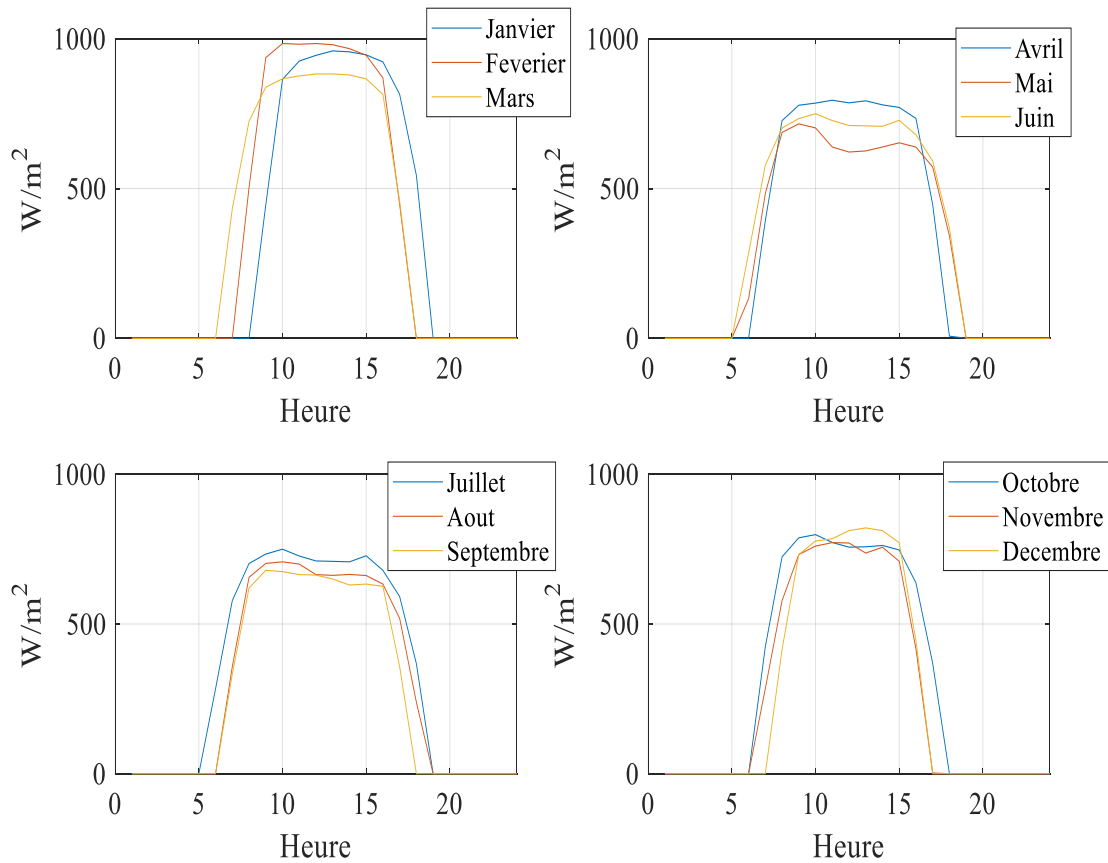 1000
500
0
W/m²
0 5 10 15 20
Heure
Janvier
Feverier
Mars
1000
500
0
W/m²
0 5 10 15 20
Heure
Avril
Mai
Juin
1000
500
0
W/m²
0 5 10 15 20
Heure
Juillet
Aout
Septembre
1000
500
0
W/m²
0 5 10 15 20
Heure
Octobre
Novembre
Decembre